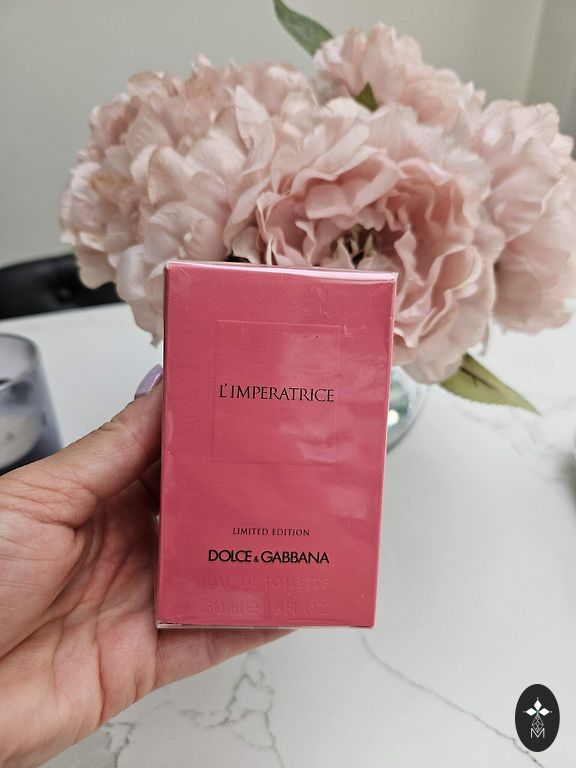 L'IMPERATRICE
LIMITED EDITION
DOLCE & GABBANA
EAU DE TOILETTE
50ml e 1.6 FL.OZ.